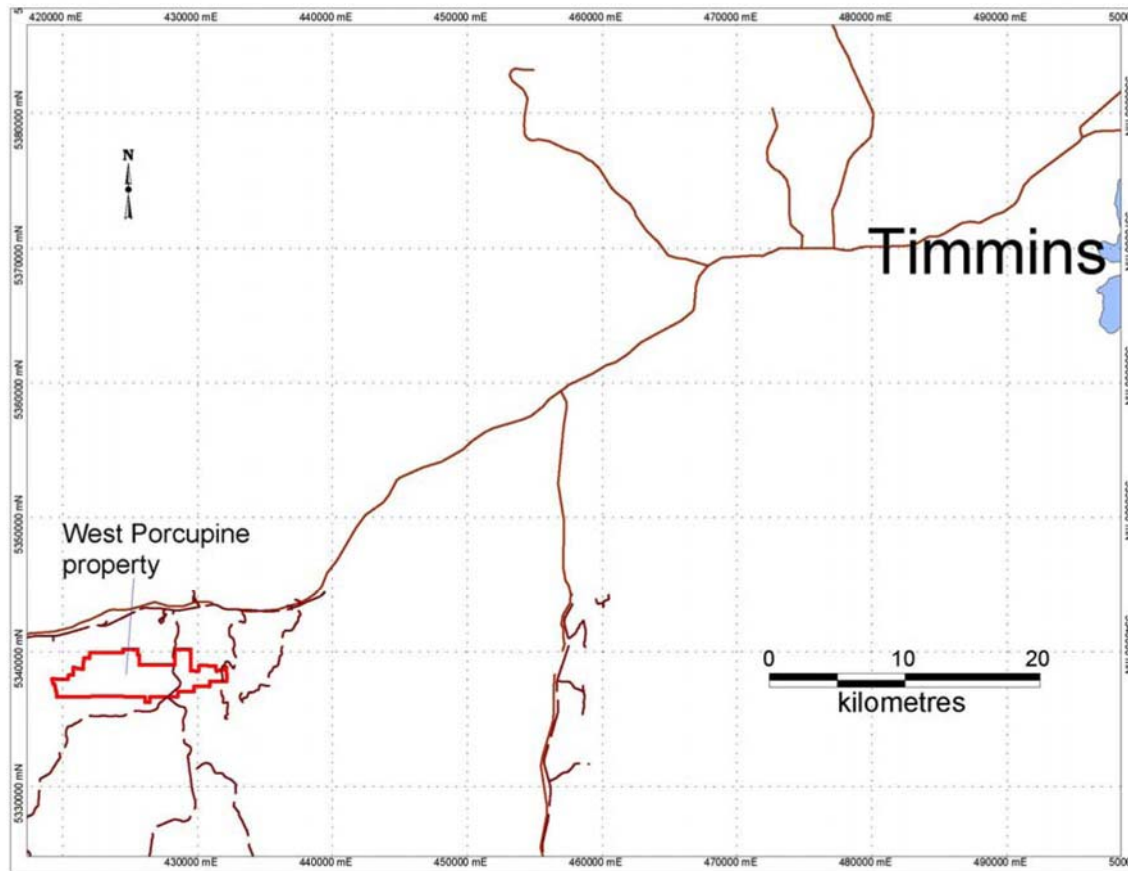 420000 mE 430000 mE 440000 mE 450000 mE 460000 mE 470000 mE 480000 mE 490000 mE
5380000 mN
N
5370000 mN
Timmins
5360000 mN
5350000 mN
West Porcupine
property
5340000 mN
0 10 20
kilometres
5330000 mN
430000 mE 440000 mE 450000 mE 460000 mE 470000 mE 480000 mE 490000 mE